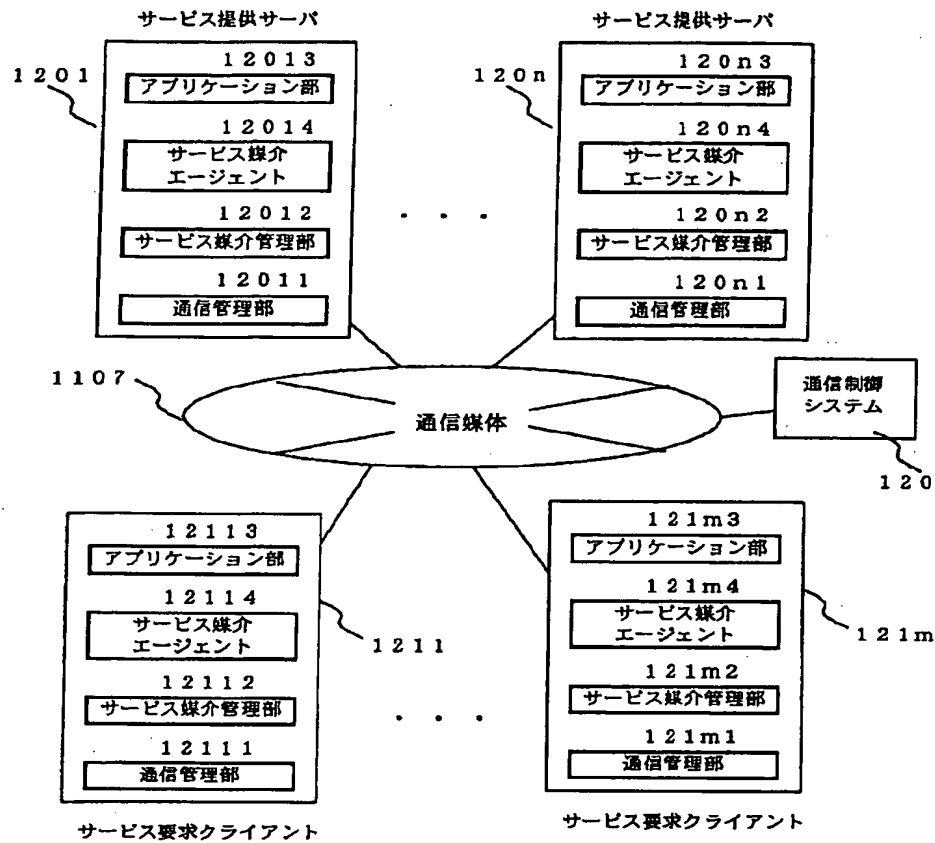 サービス提供サーバ
1201
12013
アプリケーション部
12014
サービス媒介
エージェント
12012
サービス媒介管理部
12011
通信管理部
・・・
サービス提供サーバ
120n
120n3
アプリケーション部
120n4
サービス媒介
エージェント
120n2
サービス媒介管理部
120n1
通信管理部
1107
通信媒体
通信制御
システム
120
12113
アプリケーション部
12114
サービス媒介
エージェント
1211
12112
サービス媒介管理部
12111
通信管理部
サービス要求クライアント
・・・
121m3
アプリケーション部
121m4
サービス媒介
エージェント
121m
121m2
サービス媒介管理部
121m1
通信管理部
サービス要求クライアント